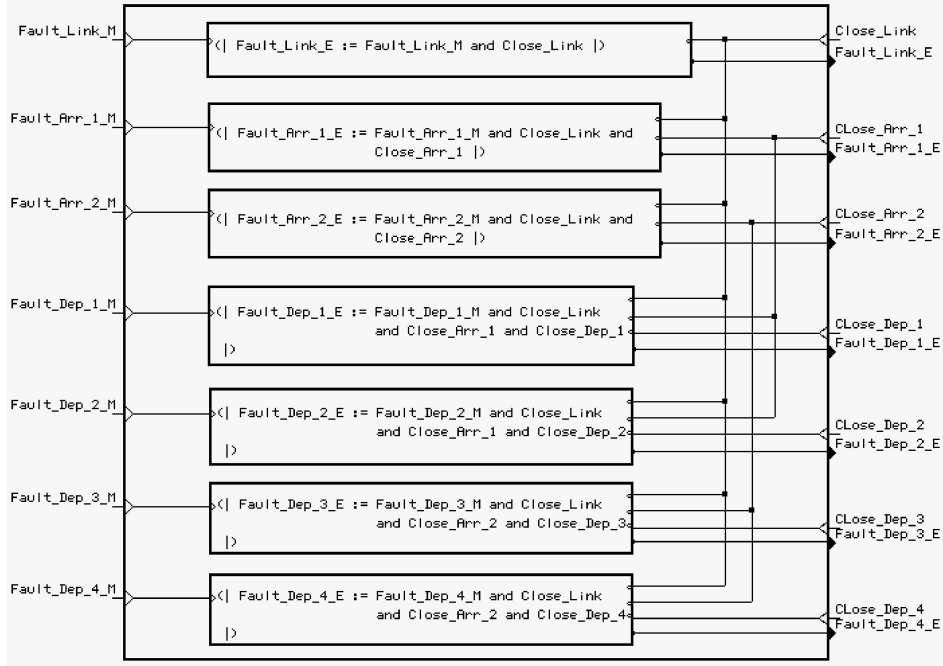 Fault_Link_M
(| Fault_Link_E := Fault_Link_M and Close_Link |)
Close_Link
Fault_Link_E
Fault_Arr_1_M
(| Fault_Arr_1_E := Fault_Arr_1_M and Close_Link and
Close_Arr_1 |)
CLose_Arr_1
Fault_Arr_1_E
Fault_Arr_2_M
(| Fault_Arr_2_E := Fault_Arr_2_M and Close_Link and
Close_Arr_2 |)
CLose_Arr_2
Fault_Arr_2_E
Fault_Dep_1_M
(| Fault_Dep_1_E := Fault_Dep_1_M and Close_Link
and Close_Arr_1 and Close_Dep_1
|)
CLose_Dep_1
Fault_Dep_1_E
Fault_Dep_2_M
(| Fault_Dep_2_E := Fault_Dep_2_M and Close_Link
and Close_Arr_1 and Close_Dep_2
|)
CLose_Dep_2
Fault_Dep_2_E
Fault_Dep_3_M
(| Fault_Dep_3_E := Fault_Dep_3_M and Close_Link
and Close_Arr_2 and Close_Dep_3
|)
CLose_Dep_3
Fault_Dep_3_E
Fault_Dep_4_M
(| Fault_Dep_4_E := Fault_Dep_4_M and Close_Link
and Close_Arr_2 and Close_Dep_4
|)
CLose_Dep_4
Fault_Dep_4_E